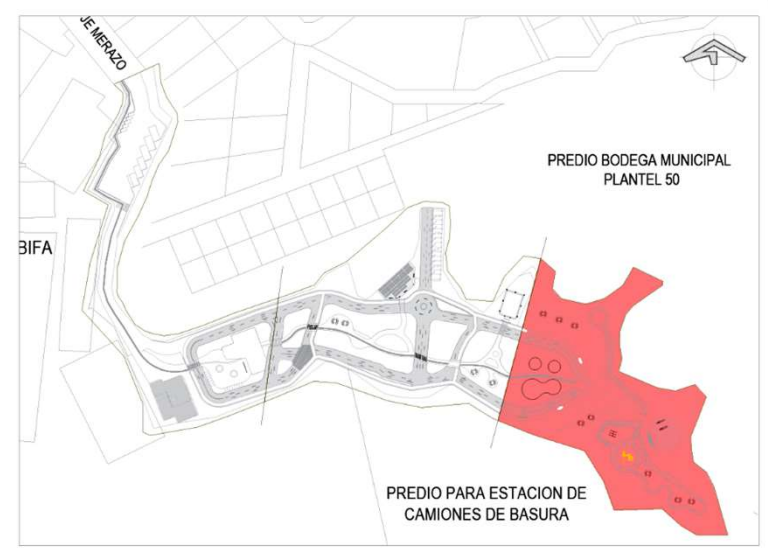 JE MERAZO
PREDIO BODEGA MUNICIPAL
PLANTEL 50
BIFA
PREDIO PARA ESTACION DE
CAMIONES DE BASURA